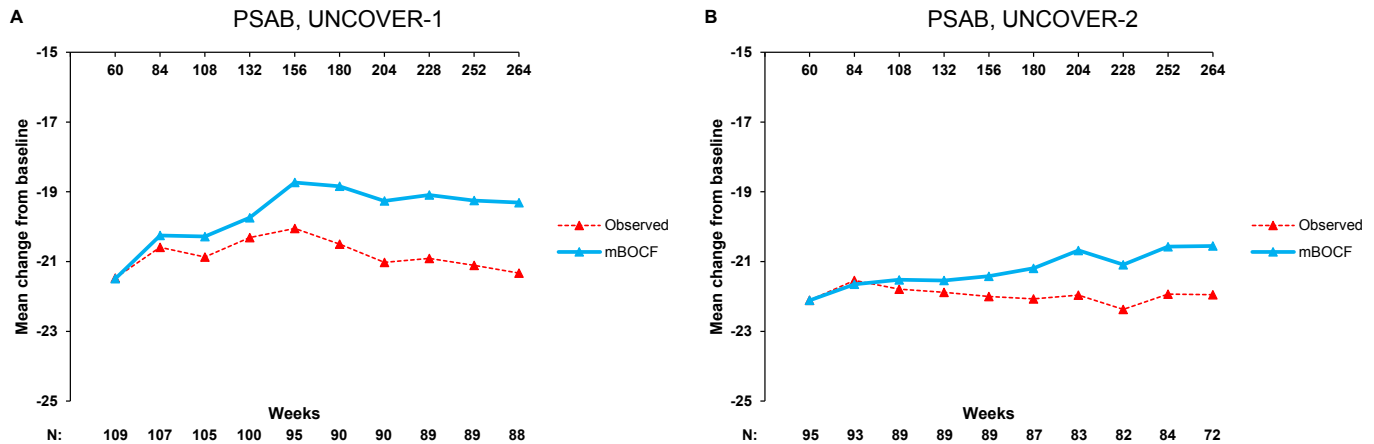 A
PSAB, UNCOVER-1
-15
60 84 108 132 156 180 204 228 252 264
-17
-19
-21
-23
-25
Mean change from baseline
Observed
mBOCF
Weeks
N: 109 107 105 100 95 90 90 89 89 88
B
PSAB, UNCOVER-2
-15
60 84 108 132 156 180 204 228 252 264
-17
-19
-21
-23
-25
Mean change from baseline
Observed
mBOCF
Weeks
N: 95 93 89 89 89 87 83 82 84 72